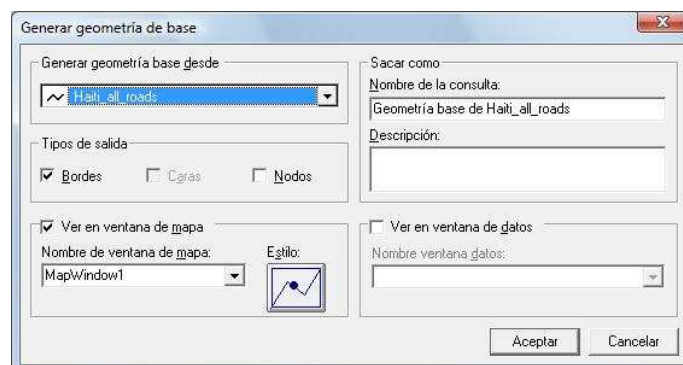 Generar geometría de base
Generar geometría base desde
Haiti_all_roads
Tipos de salida
Bordes
Caras
Nodos
Ver en ventana de mapa
Nombre de ventana de mapa:
MapWindow1
Estilo:
Sacar como
Nombre de la consulta:
Geometría base de Haiti_all_roads
Descripción:
Ver en ventana de datos
Nombre ventana datos:
Aceptar
Cancelar